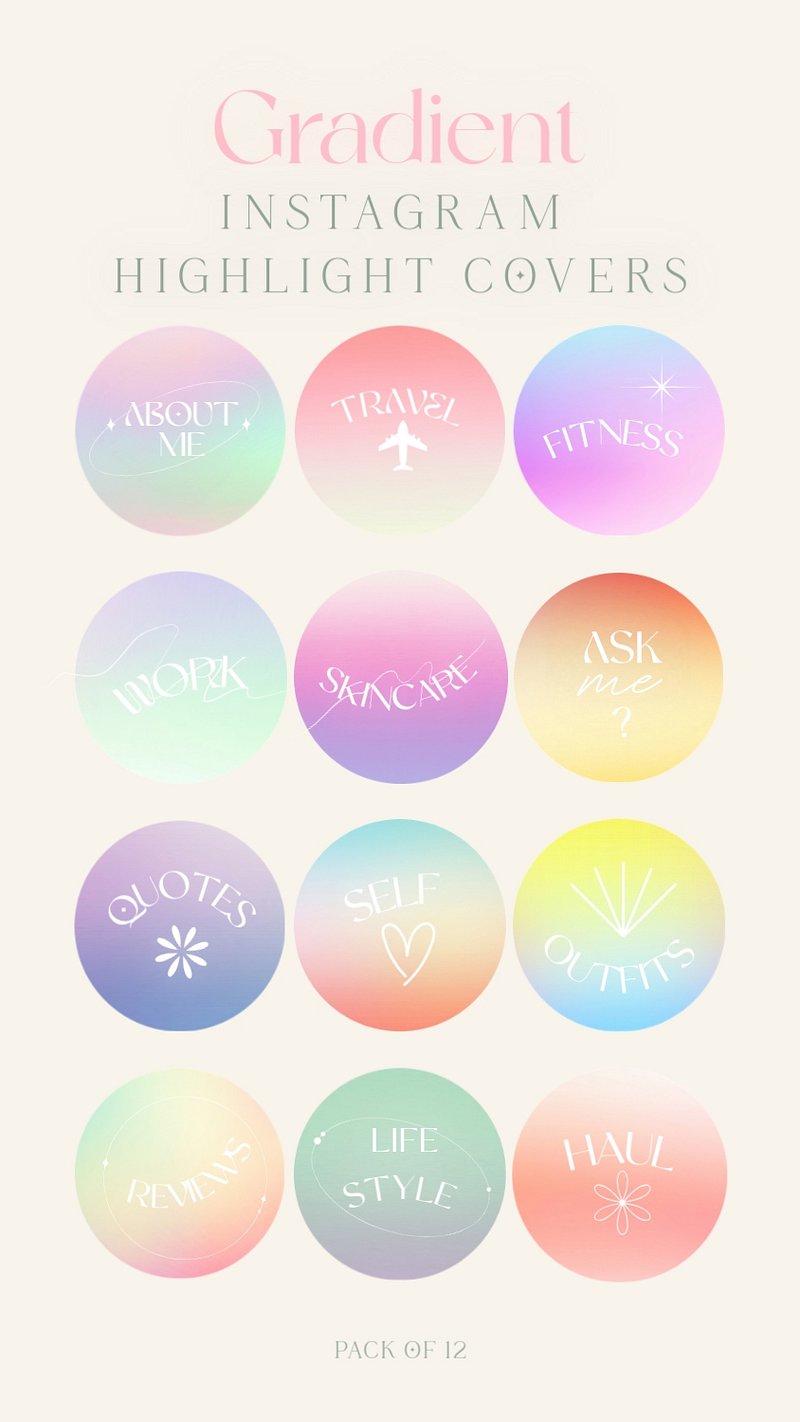 Gradient
INSTAGRAM
HIGHLIGHT COVERS
ABOUT
ME
TRAVEL
FITNESS
WORK
SKINCARE
ASK
me
?
QUOTES
SELF
OUTFITS
REVIEWS
LIFE
STYLE
HAUL
PACK OF 12